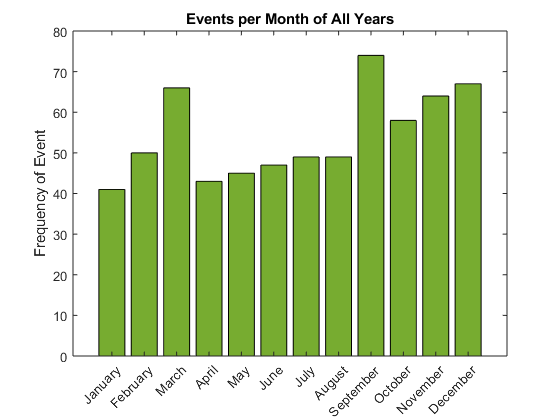 Events per Month of All Years
Frequency of Event
80
70
60
50
40
30
20
10
0
January
February
March
April
May
June
July
August
September
October
November
December